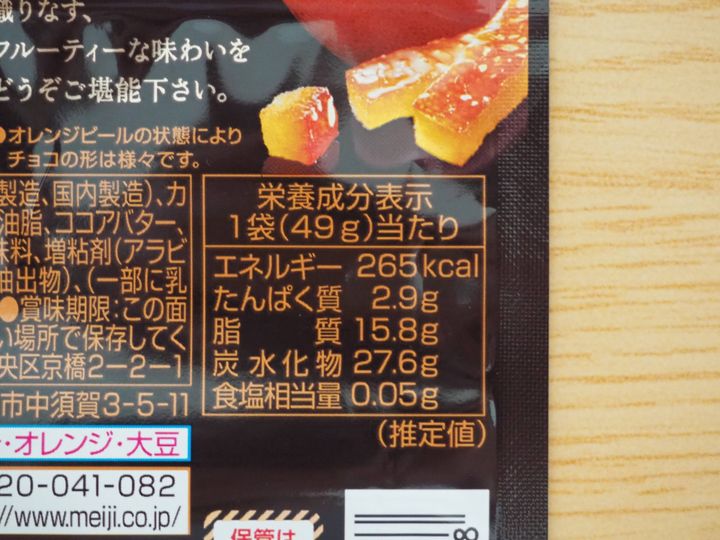 織りなす、
フルーティーな味わいを
どうぞご堪能下さい。
●オレンジピールの状態により
チョコの形は様々です。
製造、国内製造)、カ
油脂、ココアバター、
味料、増粘剤(アラビ
抽出物)、(一部に乳
●賞味期限:この面
い場所で保存してく
央区京橋2-2-1
市中須賀3-5-11
・オレンジ・大豆
20-041-082
//www.meiji.co.jp/
栄養成分表示
1袋(49g)当たり
エネルギー 265kcal
たんぱく質 2.9g
脂質 15.8g
炭水化物 27.6g
食塩相当量 0.05g
(推定値)
保管は
8